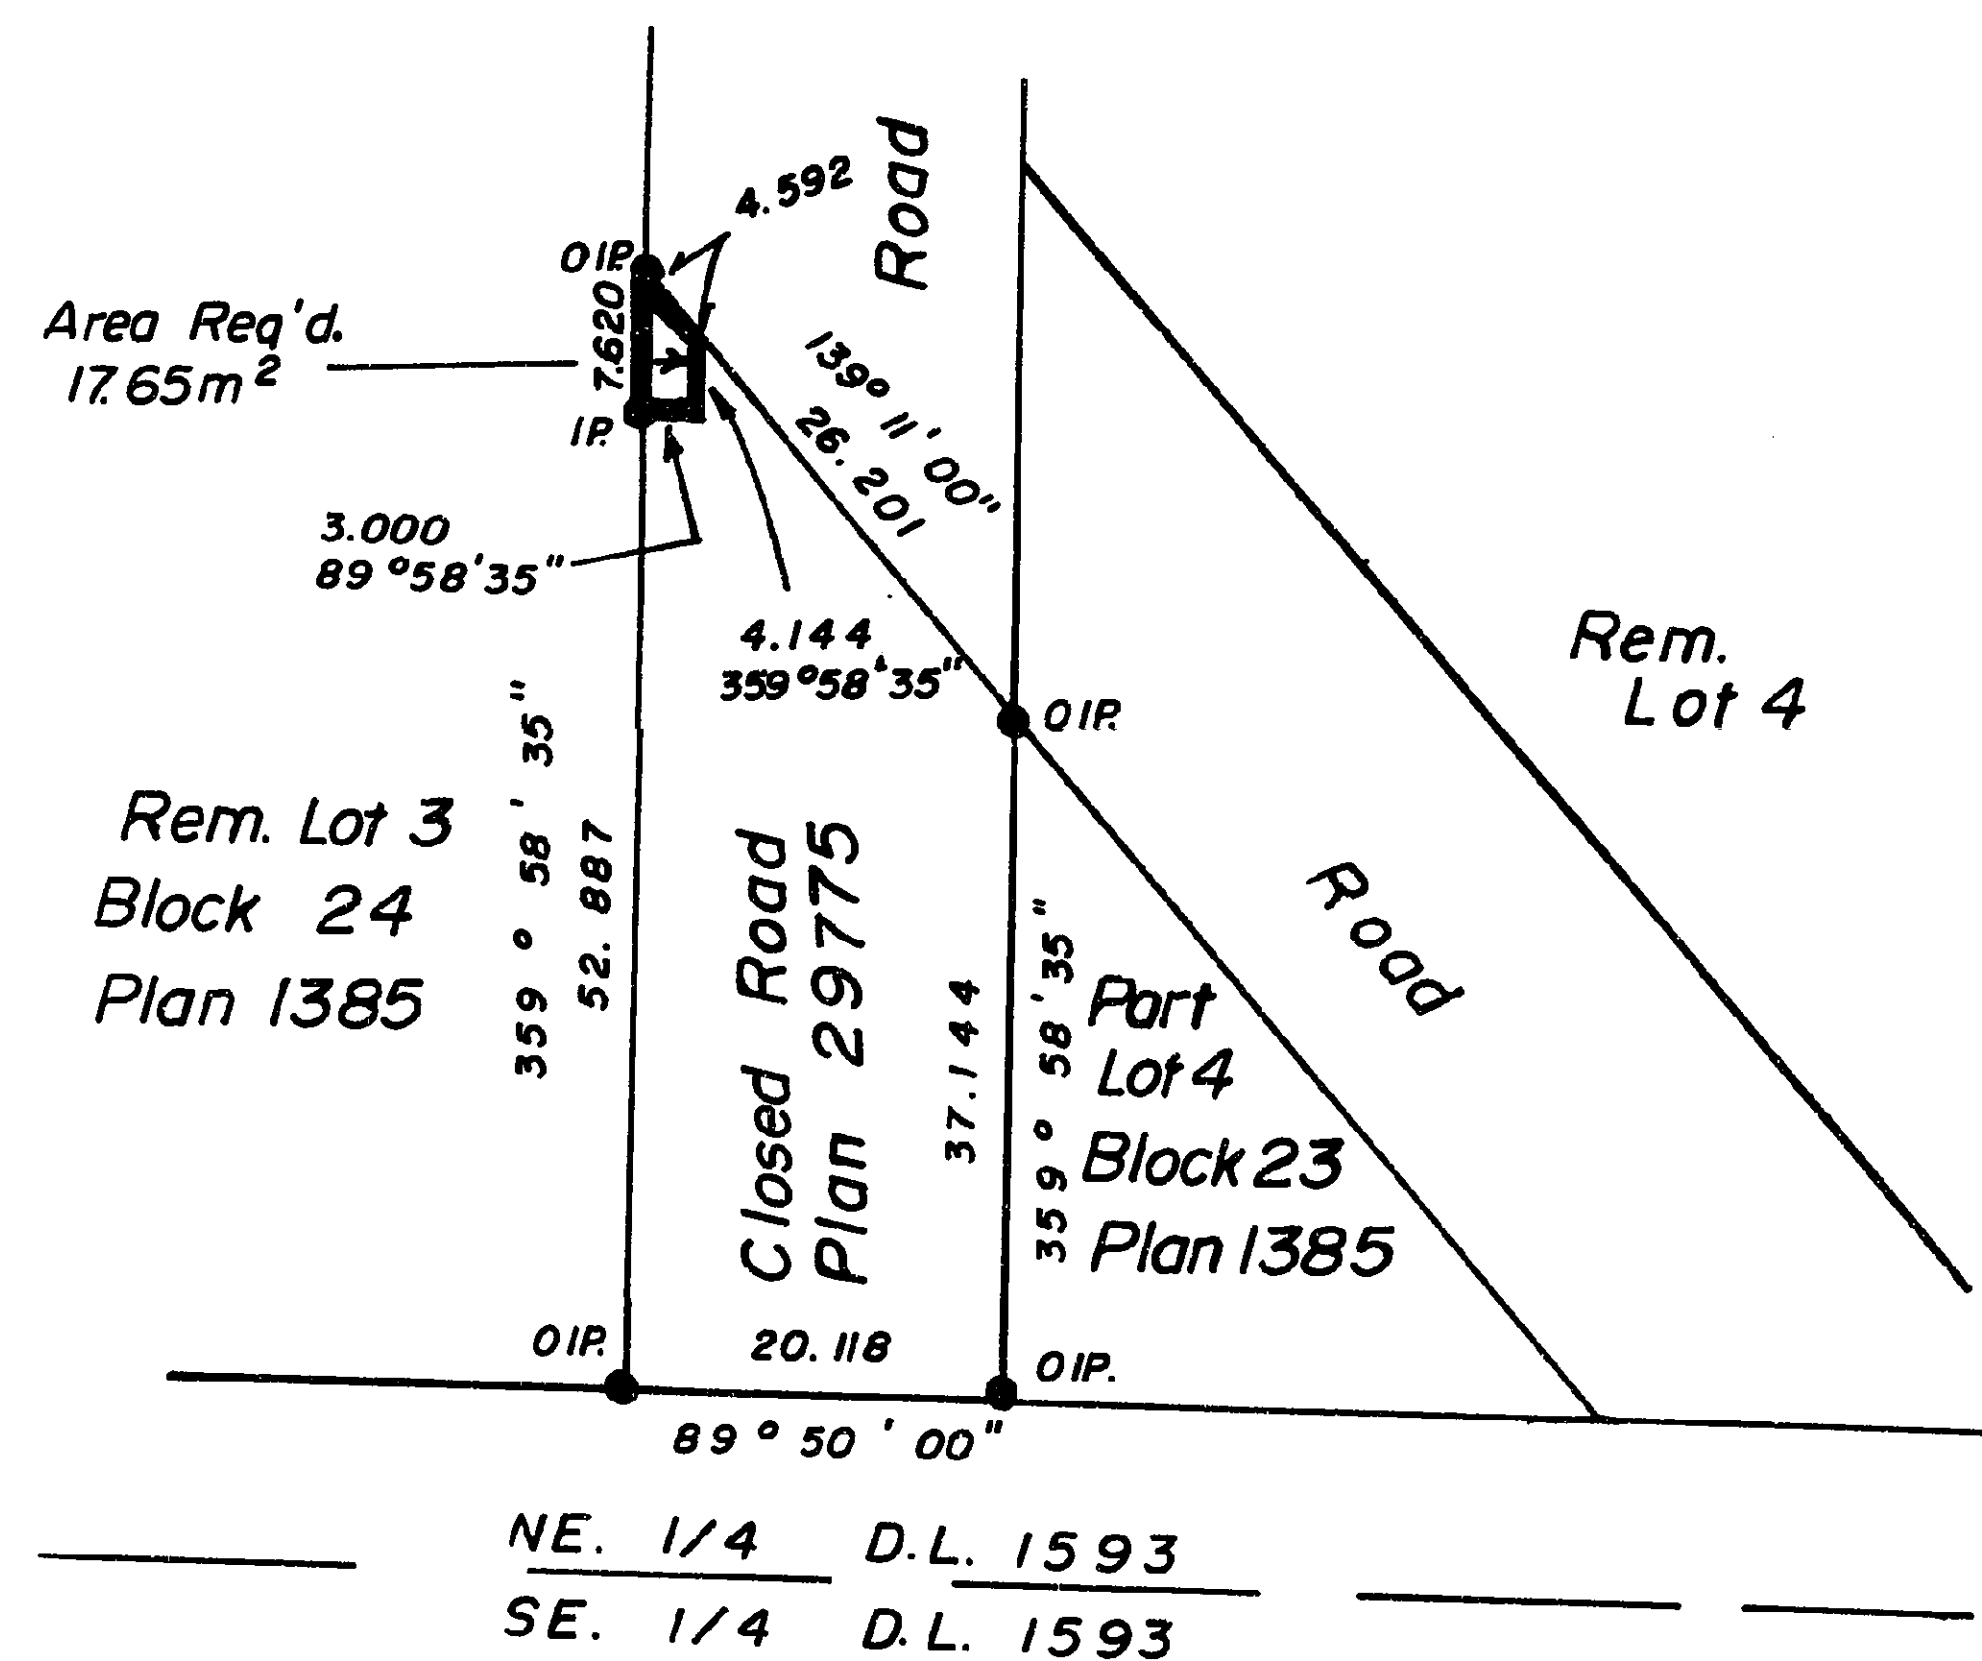 Road
4.592
O I.P.
7.620
Area Req'd.
17.65m²
I.P.
139° 11' 00"
26.201
3.000
89°58'35"
4.144
359°58'35"
O I.P.
Rem.
Lot 4
359° 58' 35"
52.887
Rem. Lot 3
Block 24
Plan 1385
Closed Road
Plan 29775
Road
37.144
359° 58' 35"
Part
Lot 4
Block 23
Plan 1385
O I.P.
20.118
O I.P.
89° 50' 00"
NE. 1/4 D.L. 1593
SE. 1/4 D.L. 1593